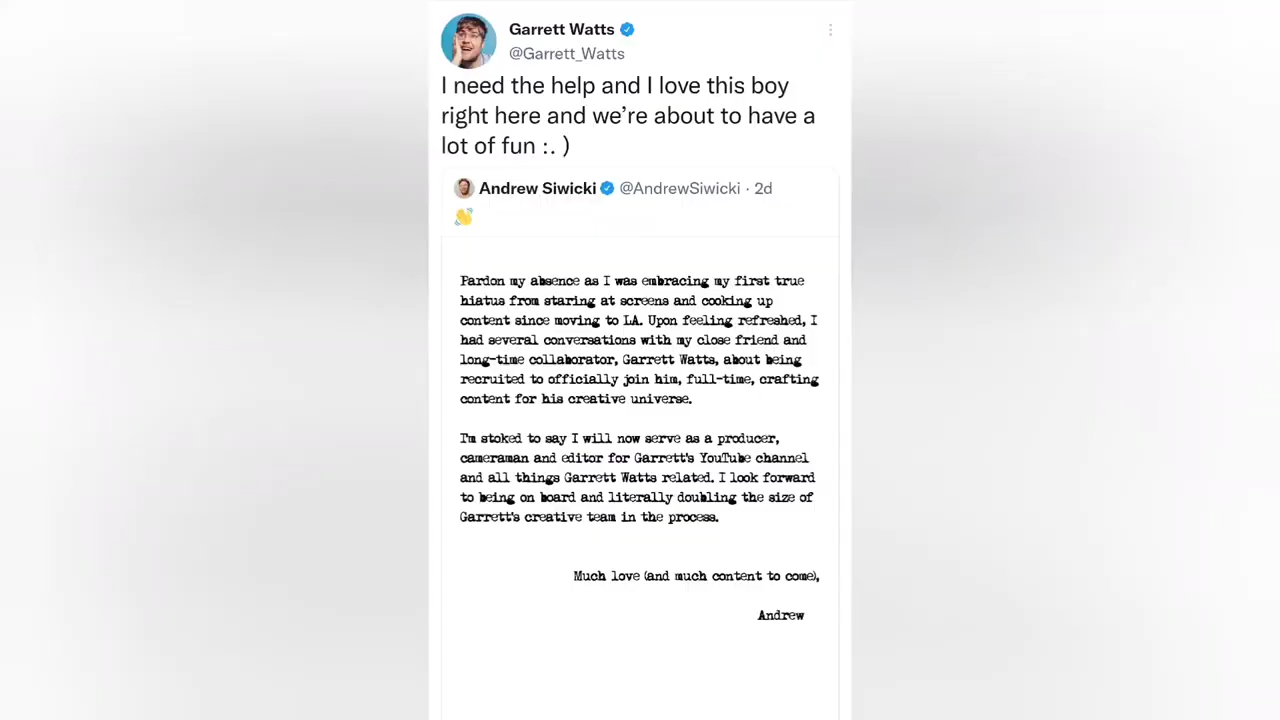 Garrett Watts
@Garrett_Watts
I need the help and I love this boy
right here and we’re about to have a
lot of fun :. )
Andrew Siwicki @AndrewSiwicki · 2d
👋
Pardon my absence as I was embracing my first true
hiatus from staring at screens and cooking up
content since moving to LA. Upon feeling refreshed, I
had several conversations with my close friend and
long-time collaborator, Garrett Watts, about being
recruited to officially join him, full-time, crafting
content for his creative universe.
I'm stoked to say I will now serve as a producer,
cameraman and editor for Garrett's YouTube channel
and all things Garrett Watts related. I look forward
to being on board and literally doubling the size of
Garrett's creative team in the process.
Much love (and much content to come),
Andrew